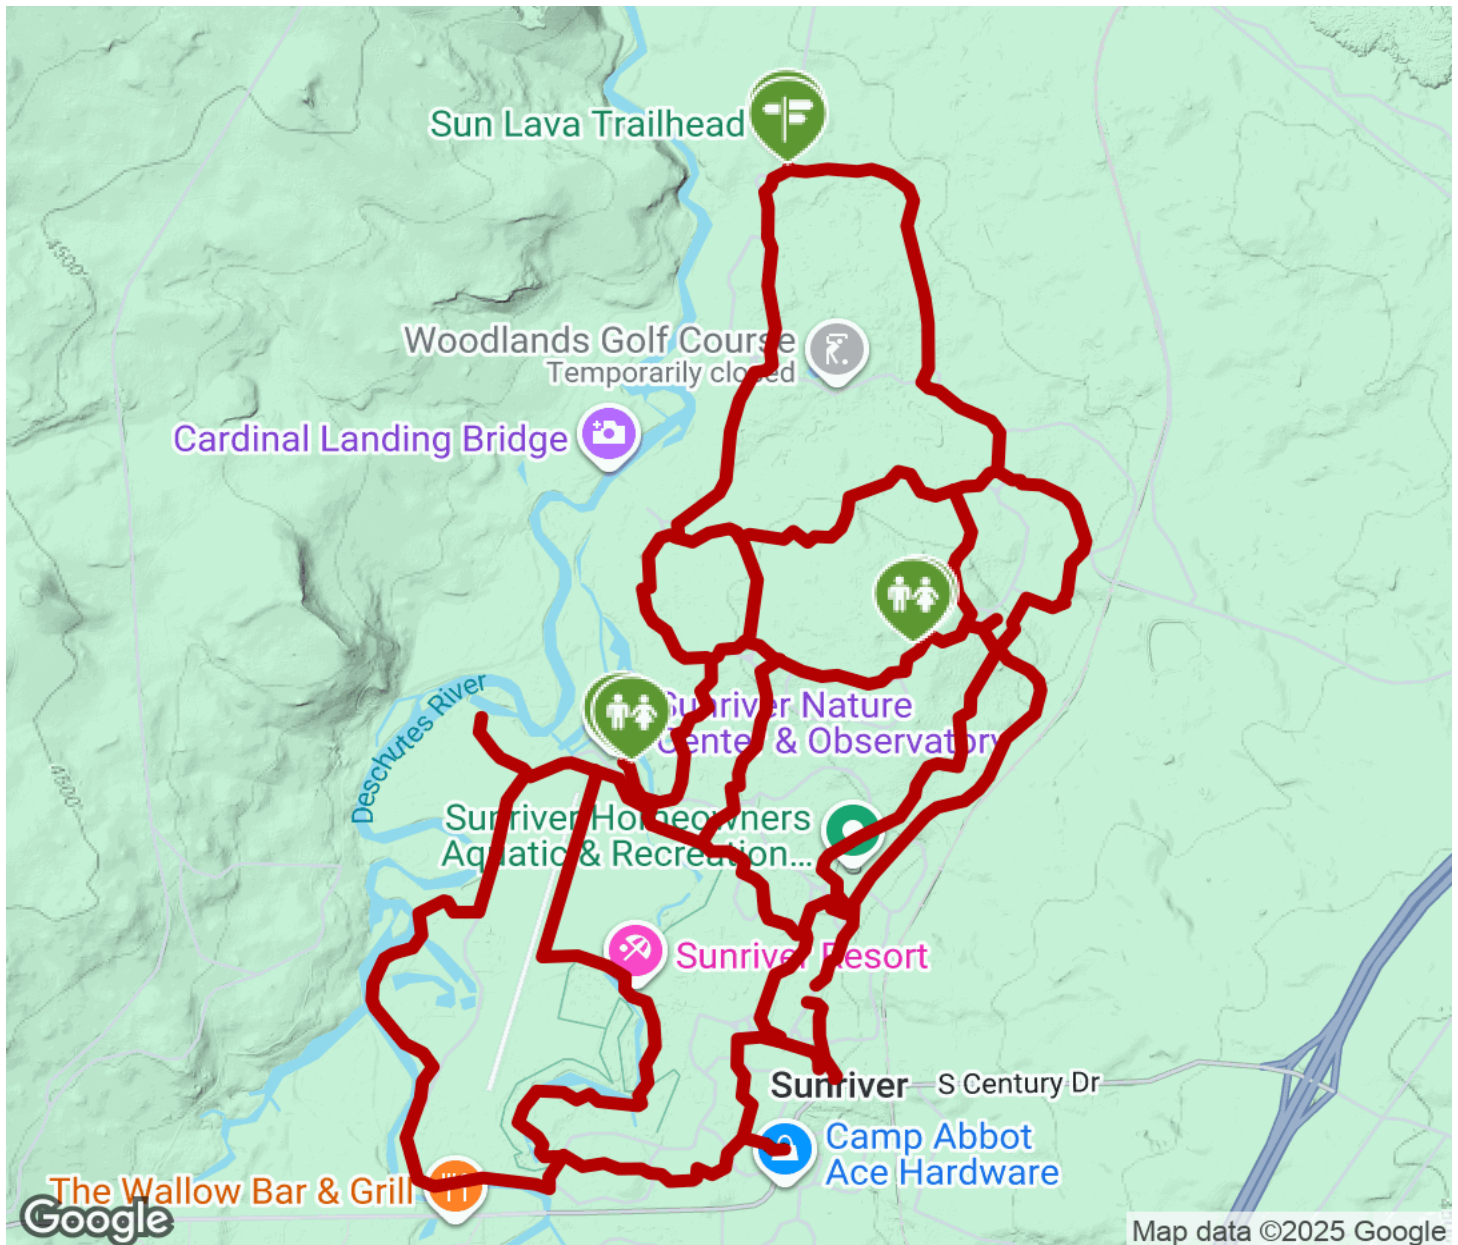 Sun Lava Trailhead
4500'
Woodlands Golf Course
Temporarily closed
Cardinal Landing Bridge
Deschutes River
Sunriver Nature
Center & Observatory
4600'
Sunriver Homeowners
Aquatic & Recreation...
Sunriver Resort
Sunriver
S Century Dr
Camp Abbot
Ace Hardware
The Wallow Bar & Grill
Google
Map data ©2025 Google